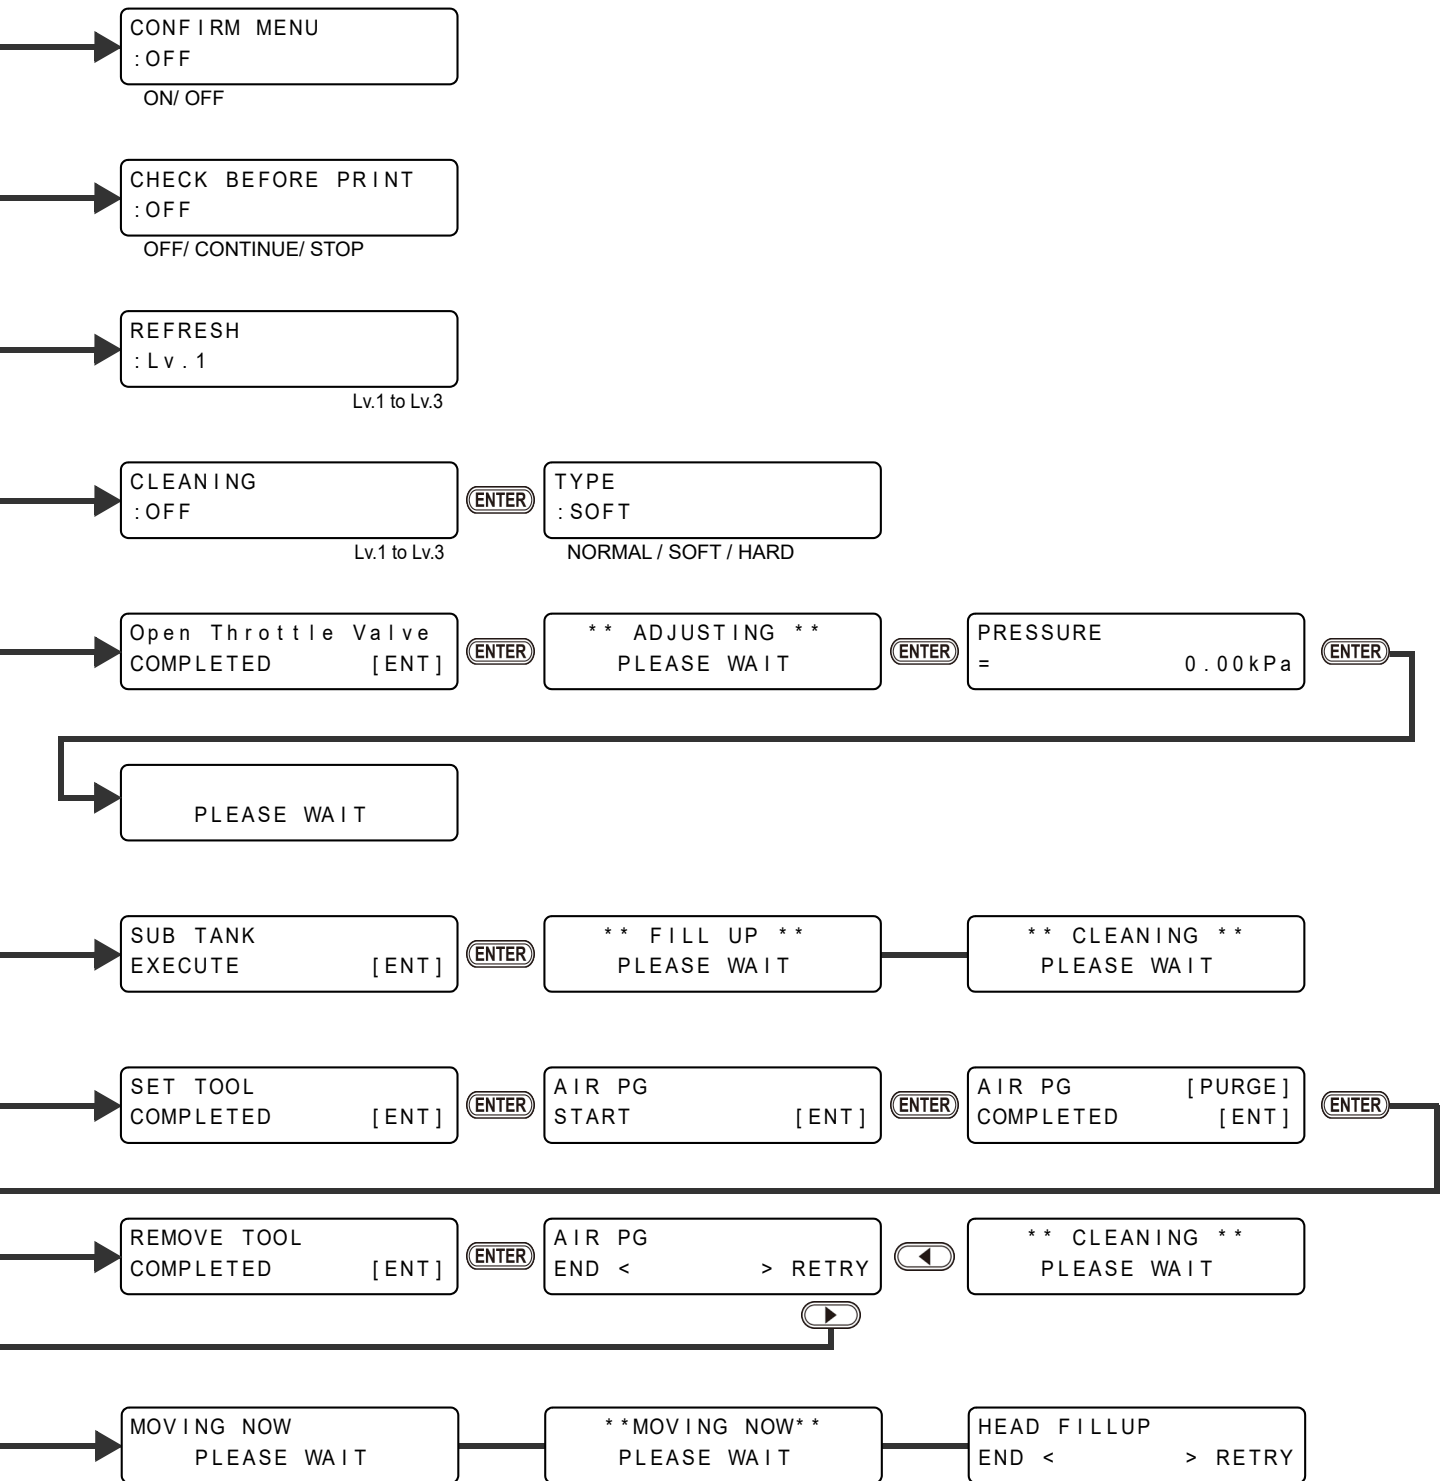 CONFIRM MENU
:OFF
ON/ OFF
CHECK BEFORE PRINT
:OFF
OFF/ CONTINUE/ STOP
REFRESH
:Lv.1
Lv.1 to Lv.3
CLEANING
:OFF
Lv.1 to Lv.3
ENTER
TYPE
:SOFT
NORMAL / SOFT / HARD
Open Throttle Valve
COMPLETED [ENT]
ENTER
** ADJUSTING **
PLEASE WAIT
ENTER
PRESSURE
= 0.00kPa
ENTER
PLEASE WAIT
SUB TANK
EXECUTE [ENT]
ENTER
** FILL UP **
PLEASE WAIT
** CLEANING **
PLEASE WAIT
SET TOOL
COMPLETED [ENT]
ENTER
AIR PG
START [ENT]
ENTER
AIR PG [PURGE]
COMPLETED [ENT]
ENTER
REMOVE TOOL
COMPLETED [ENT]
ENTER
AIR PG
END < > RETRY
** CLEANING **
PLEASE WAIT
MOVING NOW
PLEASE WAIT
**MOVING NOW**
PLEASE WAIT
HEAD FILLUP
END < > RETRY